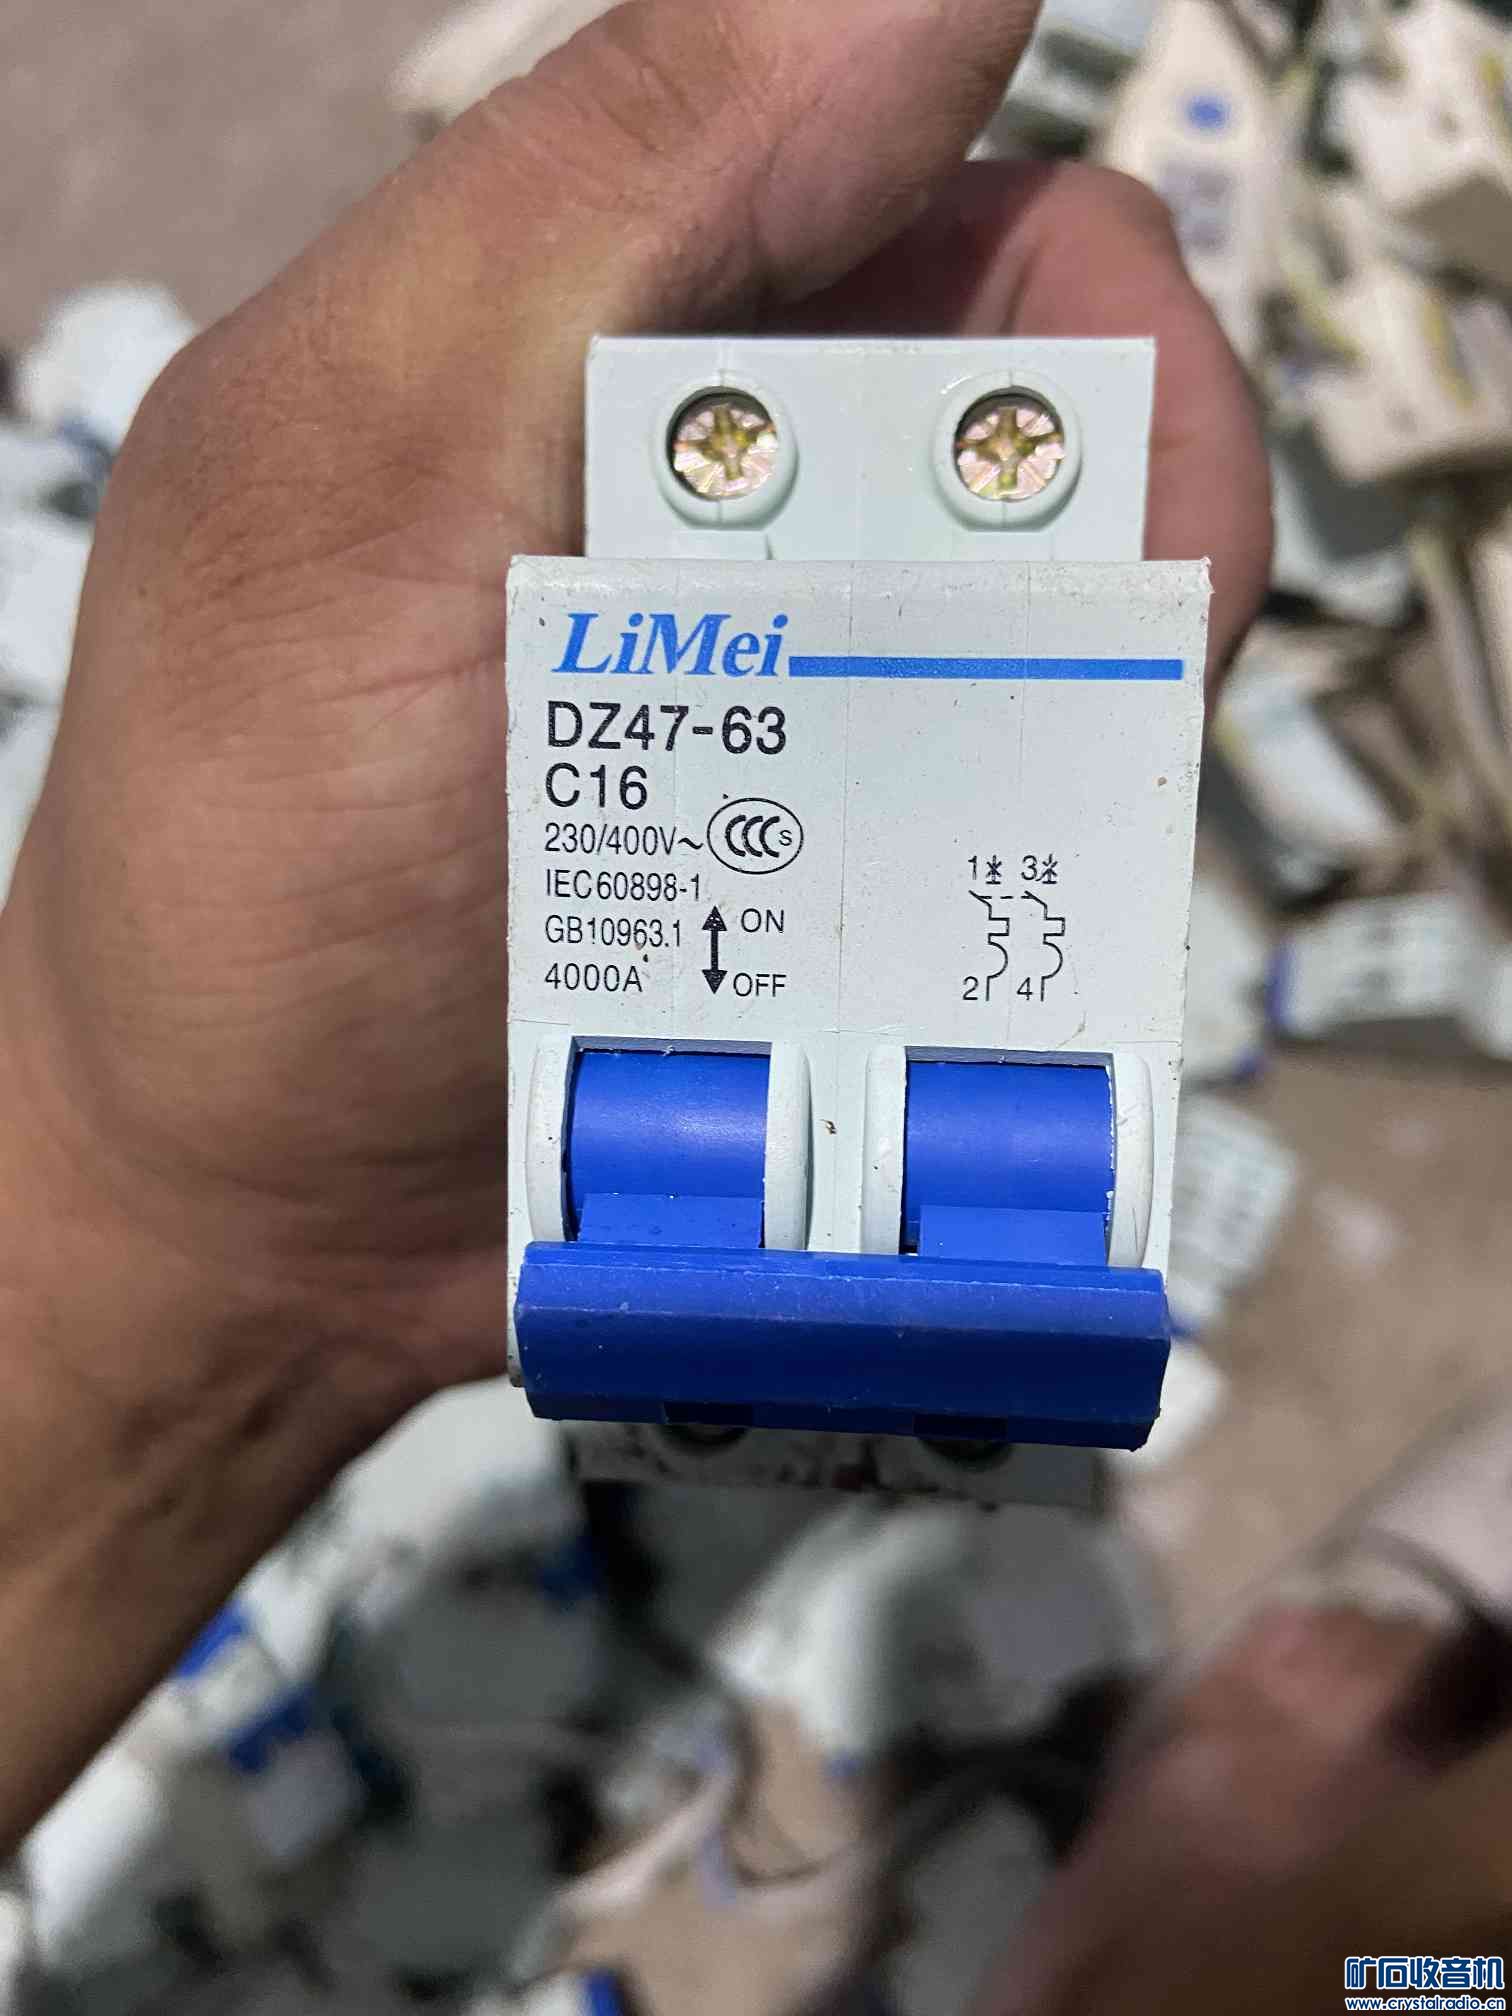 LiMei
DZ47-63
C16
230/400V~ CCC S
IEC60898-1
GB10963.1
4000A
ON
OFF
1 3
2 4
矿石收音机
www.crystalradio.cn